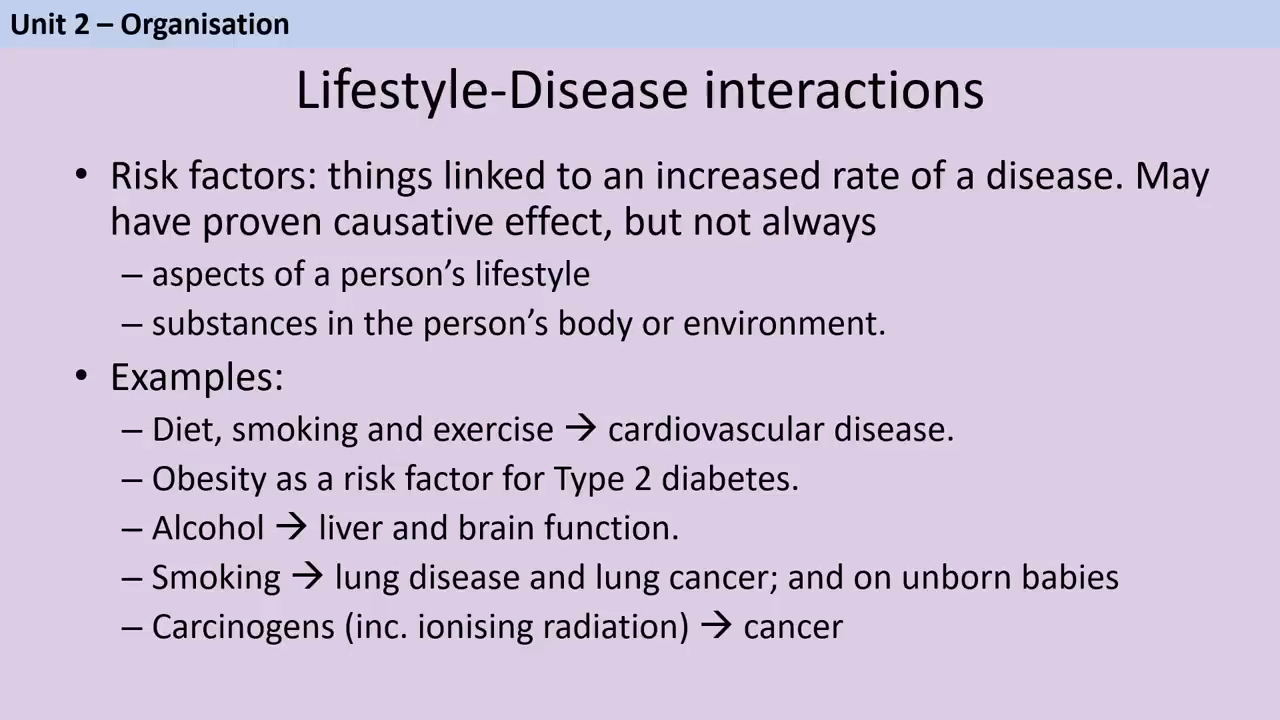 Unit 2 – Organisation
Lifestyle-Disease interactions
• Risk factors: things linked to an increased rate of a disease. May
have proven causative effect, but not always
– aspects of a person’s lifestyle
– substances in the person’s body or environment.
• Examples:
– Diet, smoking and exercise → cardiovascular disease.
– Obesity as a risk factor for Type 2 diabetes.
– Alcohol → liver and brain function.
– Smoking → lung disease and lung cancer; and on unborn babies
– Carcinogens (inc. ionising radiation) → cancer